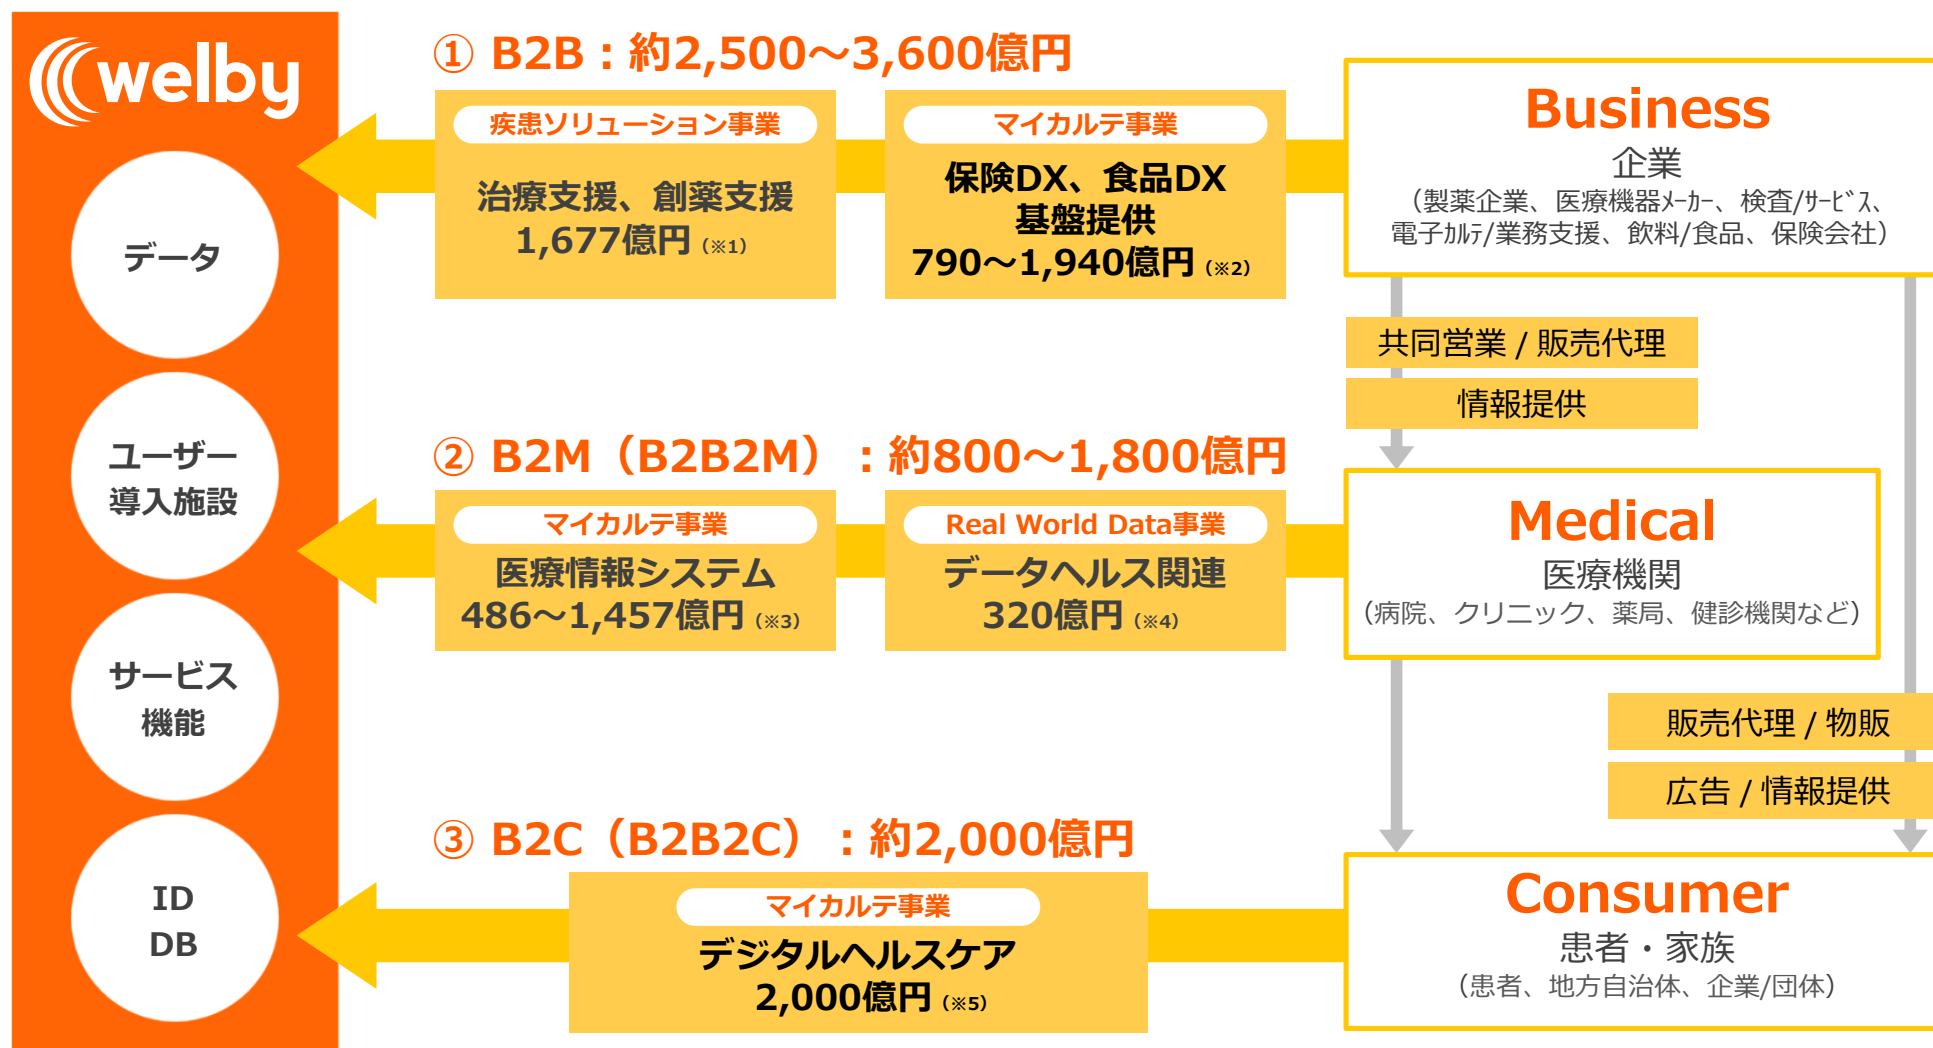 welby
データ
ユーザー
導入施設
サービス
機能
ID
DB
① B2B：約2,500～3,600億円
疾患ソリューション事業
治療支援、創薬支援
1,677億円（※1）
マイカルテ事業
保険DX、食品DX
基盤提供
790～1,940億円（※2）
Business
企業
（製薬企業、医療機器ﾒｰｶｰ、検査/ｻｰﾋﾞｽ、
電子ｶﾙﾃ/業務支援、飲料/食品、保険会社）
共同営業 / 販売代理
情報提供
② B2M（B2B2M）：約800～1,800億円
マイカルテ事業
医療情報システム
486～1,457億円（※3）
Real World Data事業
データヘルス関連
320億円（※4）
Medical
医療機関
（病院、クリニック、薬局、健診機関など）
販売代理 / 物販
広告 / 情報提供
③ B2C（B2B2C）：約2,000億円
マイカルテ事業
デジタルヘルスケア
2,000億円（※5）
Consumer
患者・家族
（患者、地方自治体、企業/団体）